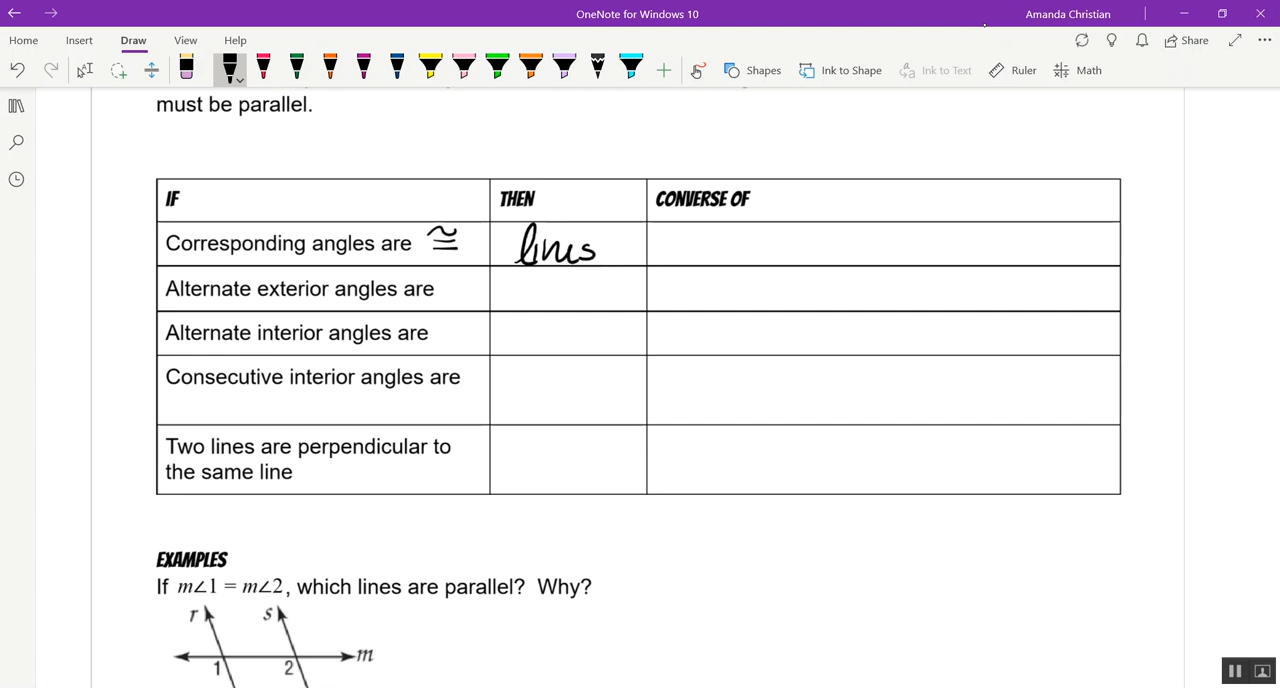 OneNote for Windows 10
Amanda Christian
Home Insert Draw View Help
Share
Shapes Ink to Shape Ink to Text Ruler Math
must be parallel.
IF THEN CONVERSE OF
Corresponding angles are ≅ lines
Alternate exterior angles are
Alternate interior angles are
Consecutive interior angles are
Two lines are perpendicular to
the same line
EXAMPLES
If m∠1 = m∠2, which lines are parallel? Why?
r s
m
1 2